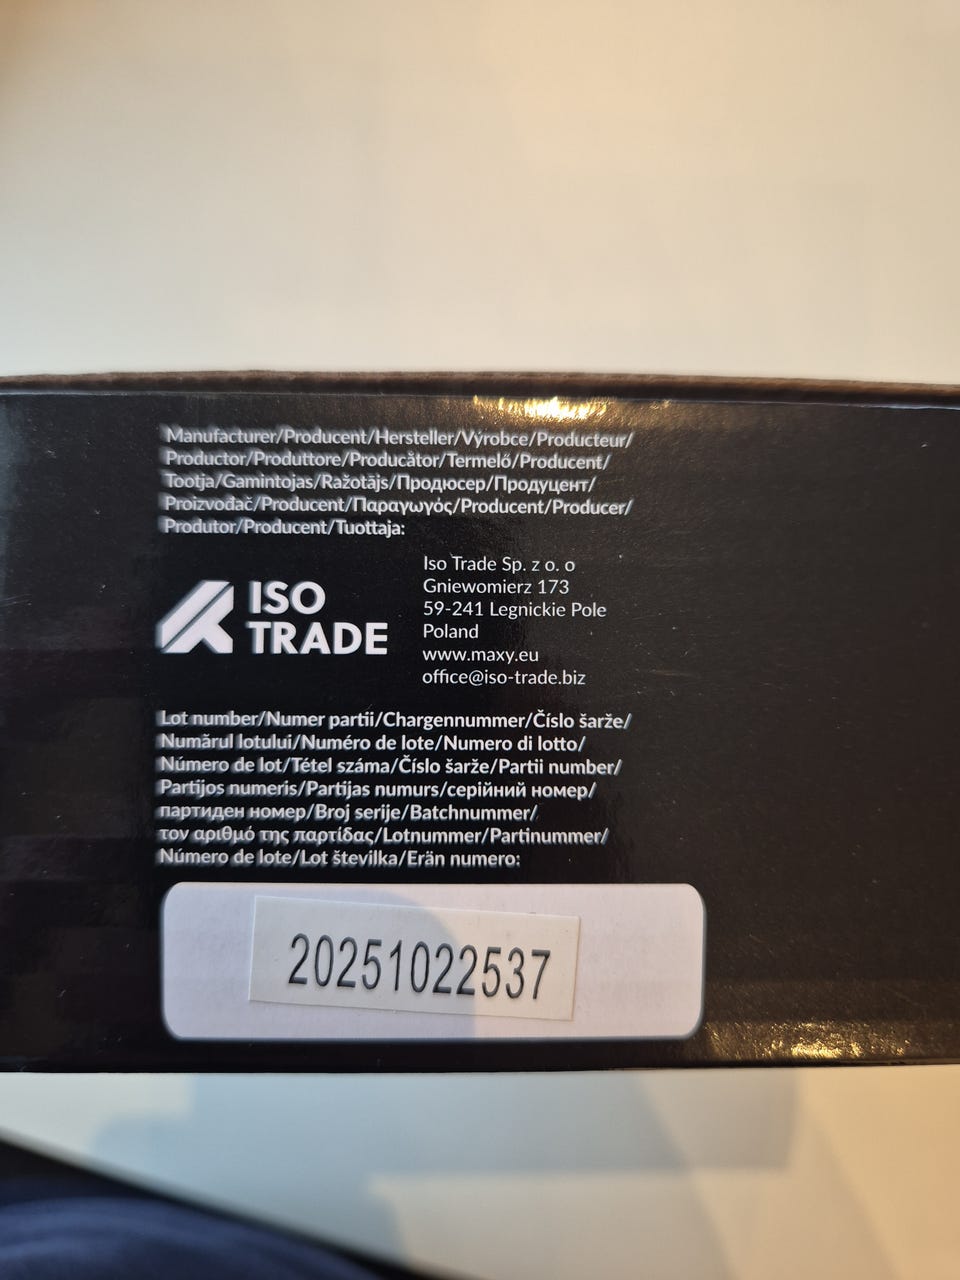 Manufacturer/Producent/Hersteller/Výrobce/Producteur/
Productor/Produttore/Producător/Termelő/Producent/
Tootja/Gamintojas/Ražotājs/Продюсер/Продуцент/
Proizvođač/Producent/Παραγωγός/Producent/Producer/
Produtor/Producent/Tuottaja:
ISO
TRADE
Iso Trade Sp. z o. o
Gniewomierz 173
59-241 Legnickie Pole
Poland
www.maxy.eu
office@iso-trade.biz
Lot number/Numer partii/Chargennummer/Číslo šarže/
Numărul lotului/Numéro de lote/Numero di lotto/
Número de lot/Tétel száma/Číslo šarže/Partii number/
Partijos numeris/Partijas numurs/серійний номер/
партиден номер/Broj serije/Batchnummer/
τον αριθμό της παρτίδας/Lotnummer/Partinummer/
Número de lote/Lot številka/Erän numero:
20251022537